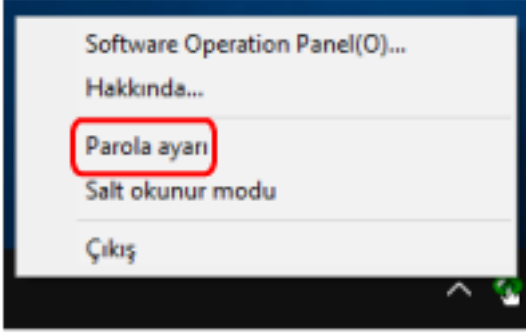 Software Operation Panel(O)...
Hakkında...
Parola ayarı
Salt okunur modu
Çıkış